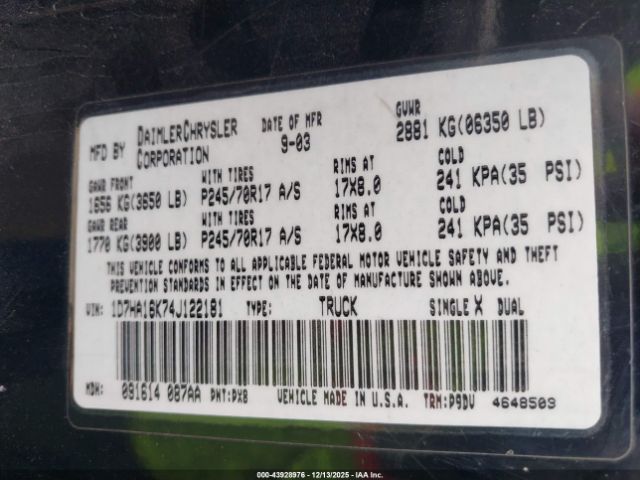 MFD BY DAIMLERCHRYSLER CORPORATION DATE OF MFR 9-03 GVWR 2881 KG(06350 LB)
GAWR FRONT WITH TIRES RIMS AT COLD
1656 KG(3650 LB) P245/70R17 A/S 17X8.0 241 KPA(35 PSI)
GAWR REAR WITH TIRES RIMS AT COLD
1770 KG(3900 LB) P245/70R17 A/S 17X8.0 241 KPA(35 PSI)
THIS VEHICLE CONFORMS TO ALL APPLICABLE FEDERAL MOTOR VEHICLE SAFETY AND THEFT
PREVENTION STANDARDS IN EFFECT ON THE DATE OF MANUFACTURE SHOWN ABOVE.
VIN: 1D7HA16K74J122181 TYPE: TRUCK SINGLE X DUAL
MDH: 091614 087AA PNT:PX8 VEHICLE MADE IN U.S.A. TRM:P9DV 4648503
000-43928976 - 12/13/2025 - IAA Inc.